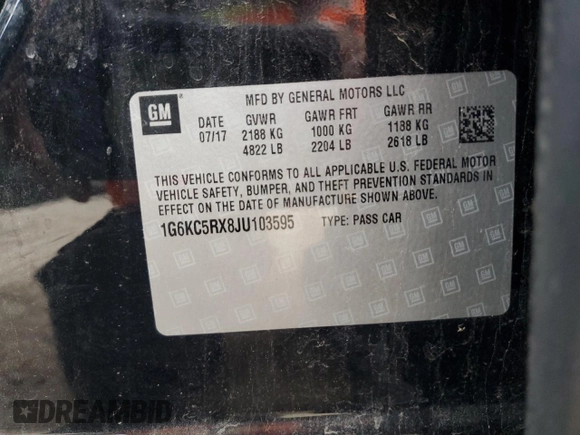 MFD BY GENERAL MOTORS LLC
GM DATE GVWR GAWR FRT GAWR RR
07/17 2188 KG 1000 KG 1188 KG
4822 LB 2204 LB 2618 LB
THIS VEHICLE CONFORMS TO ALL APPLICABLE U.S. FEDERAL MOTOR
VEHICLE SAFETY, BUMPER, AND THEFT PREVENTION STANDARDS IN
EFFECT ON THE DATE OF MANUFACTURE SHOWN ABOVE.
1G6KC5RX8JU103595 TYPE: PASS CAR
DREAMBID